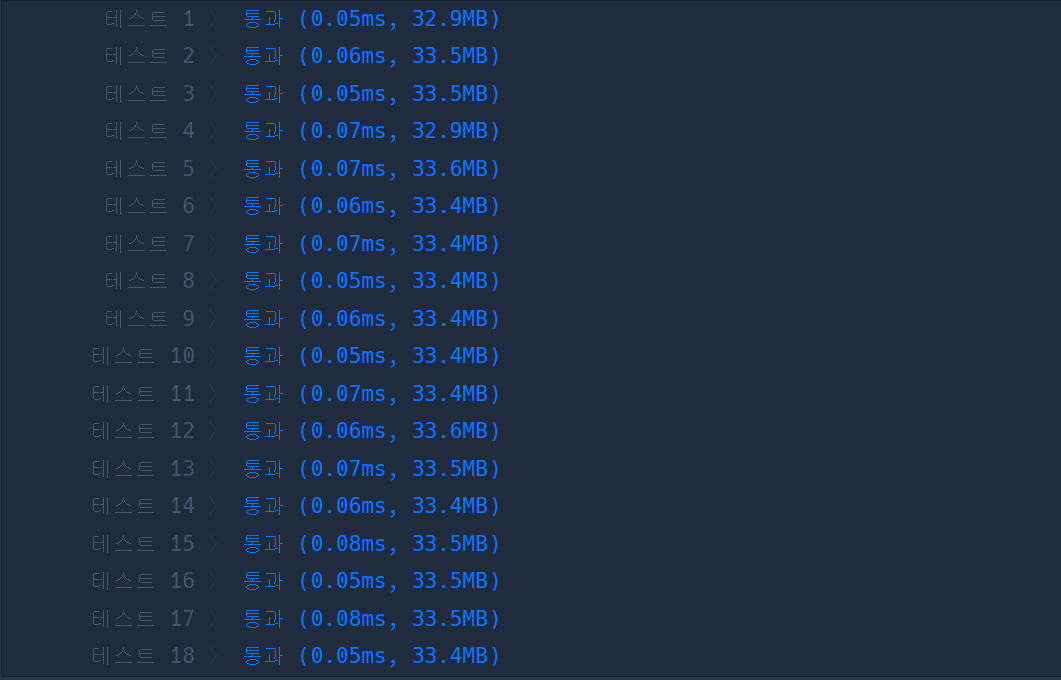 테스트 1 〉 통과 (0.05ms, 32.9MB)
테스트 2 〉 통과 (0.06ms, 33.5MB)
테스트 3 〉 통과 (0.05ms, 33.5MB)
테스트 4 〉 통과 (0.07ms, 32.9MB)
테스트 5 〉 통과 (0.07ms, 33.6MB)
테스트 6 〉 통과 (0.06ms, 33.4MB)
테스트 7 〉 통과 (0.07ms, 33.4MB)
테스트 8 〉 통과 (0.05ms, 33.4MB)
테스트 9 〉 통과 (0.06ms, 33.4MB)
테스트 10 〉 통과 (0.05ms, 33.4MB)
테스트 11 〉 통과 (0.07ms, 33.4MB)
테스트 12 〉 통과 (0.06ms, 33.6MB)
테스트 13 〉 통과 (0.07ms, 33.5MB)
테스트 14 〉 통과 (0.06ms, 33.4MB)
테스트 15 〉 통과 (0.08ms, 33.5MB)
테스트 16 〉 통과 (0.05ms, 33.5MB)
테스트 17 〉 통과 (0.08ms, 33.5MB)
테스트 18 〉 통과 (0.05ms, 33.4MB)